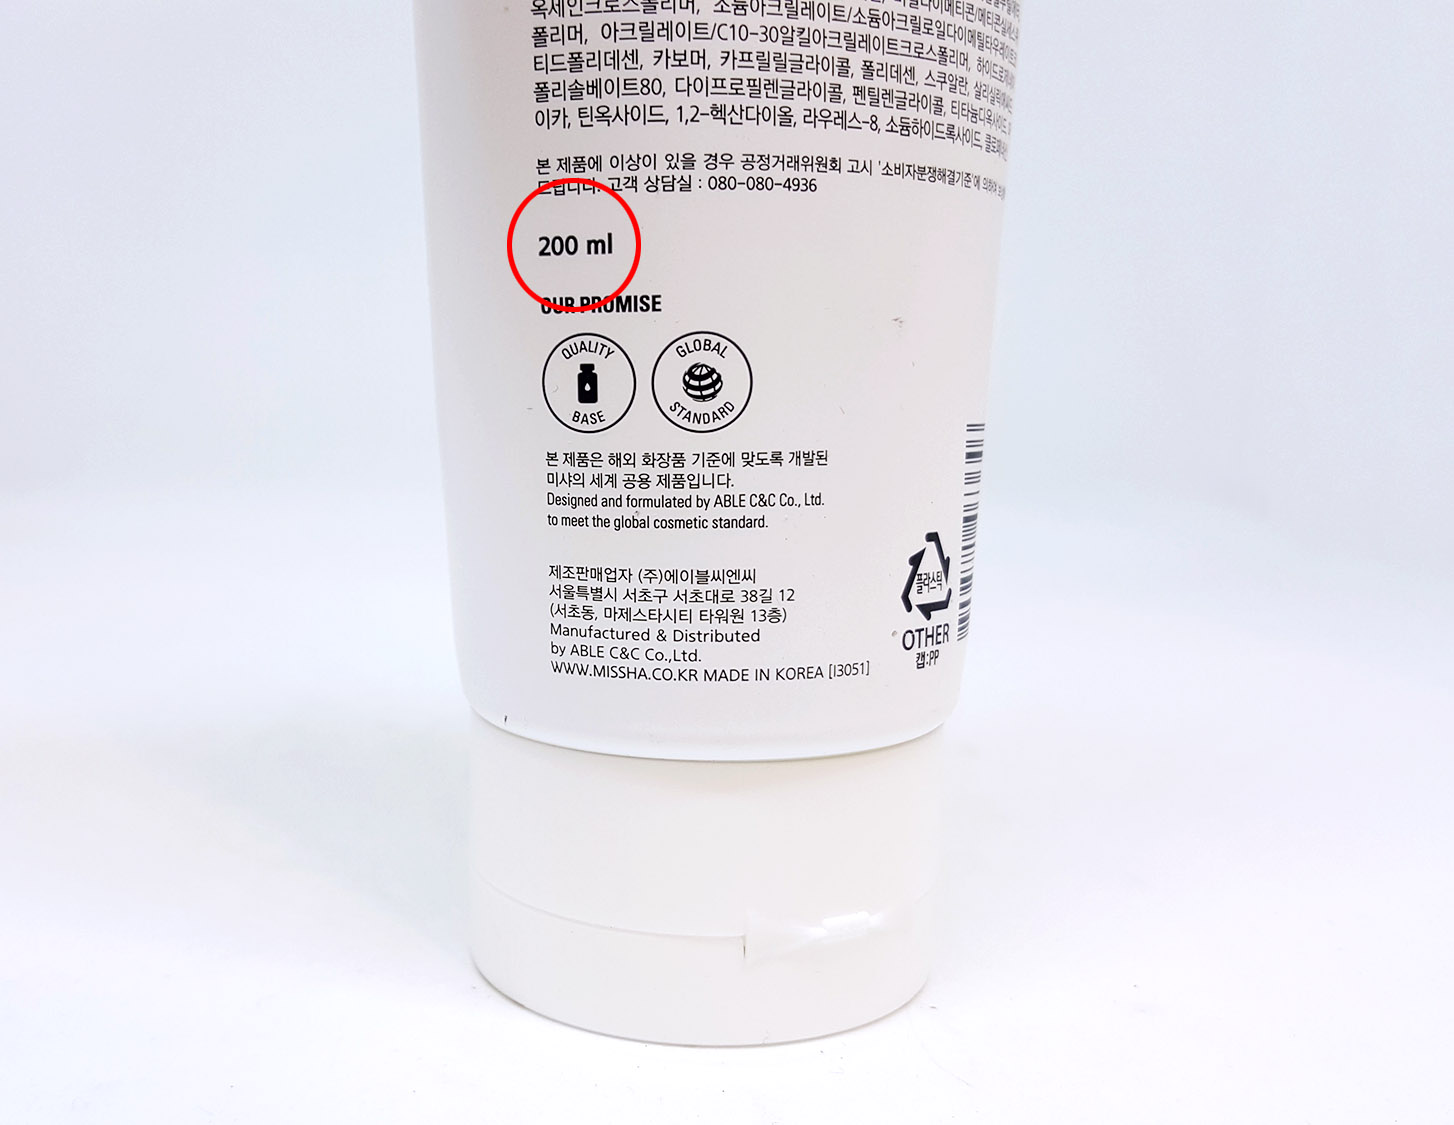 옥세인크로스폴리머, 소듐아크릴레이트/소듐아크릴로일다이메틸타우레이트
폴리머, 아크릴레이트/C10-30알킬아크릴레이트크로스폴리머,
티드폴리데센, 카보머, 카프릴릴글라이콜, 폴리데센, 스쿠알란,
폴리솔베이트80, 다이프로필렌글라이콜, 펜틸렌글라이콜, 티타늄디옥사이드,
이카, 틴옥사이드, 1,2-헥산다이올, 라우레스-8, 소듐하이드록사이드,
본 제품에 이상이 있을 경우 공정거래위원회 고시 '소비자분쟁해결기준'에 의하여
드립니다. 고객 상담실 : 080-080-4936
200 ml
OUR PROMISE
QUALITY BASE
GLOBAL STANDARD
본 제품은 해외 화장품 기준에 맞도록 개발된
미샤의 세계 공용 제품입니다.
Designed and formulated by ABLE C&C Co., Ltd.
to meet the global cosmetic standard.
제조판매업자 (주)에이블씨엔씨
서울특별시 서초구 서초대로 38길 12
(서초동, 마제스타시티 타워원 13층)
Manufactured & Distributed
by ABLE C&C Co.,Ltd.
WWW.MISSHA.CO.KR MADE IN KOREA [I3051]
플라스틱
OTHER
캡:PP